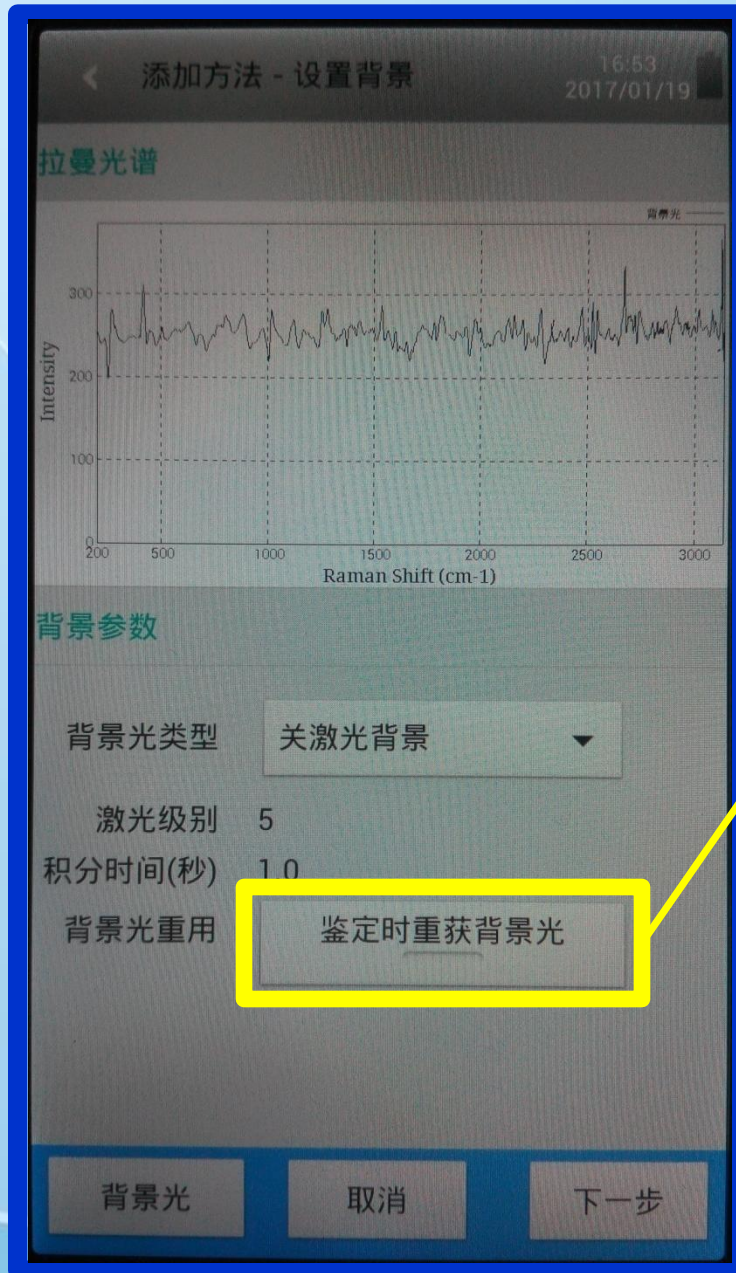 添加方法 - 设置背景
16:53
2017/01/19
拉曼光谱
背景光
300
200
100
0
Intensity
200 500 1000 1500 2000 2500 3000
Raman Shift (cm-1)
背景参数
背景光类型 关激光背景
激光级别 5
积分时间(秒) 1.0
背景光重用 鉴定时重获背景光
背景光 取消 下一步